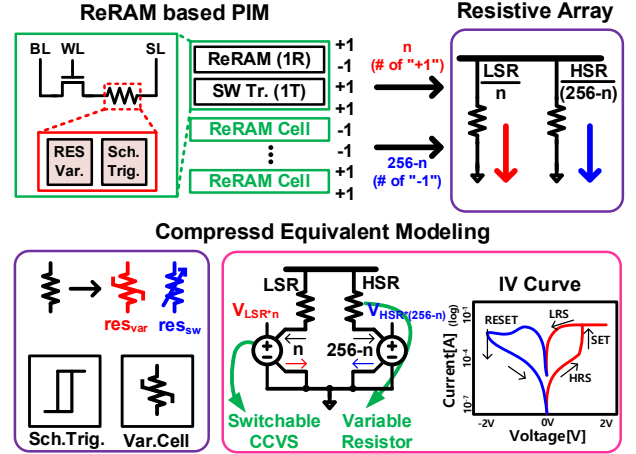 ReRAM based PIM
Resistive Array
BL WL SL
RES
Var.
Sch.
Trig.
ReRAM (1R)
SW Tr. (1T)
ReRAM Cell
ReRAM Cell
+1
-1
+1
+1
-1
-1
+1
+1
n
(# of "+1")
256-n
(# of "-1")
LSR
n
HSR
(256-n)
Compressd Equivalent Modeling
res_var
res_sw
Sch.Trig.
Var.Cell
LSR
HSR
V_LSR*n
V_HSR*(256-n)
n
256-n
Switchable
CCVS
Variable
Resistor
IV Curve
Current[A] (log)
10^-1
10^-4
10^-7
RESET
LRS
SET
HRS
-2V 0V 2V
Voltage[V]